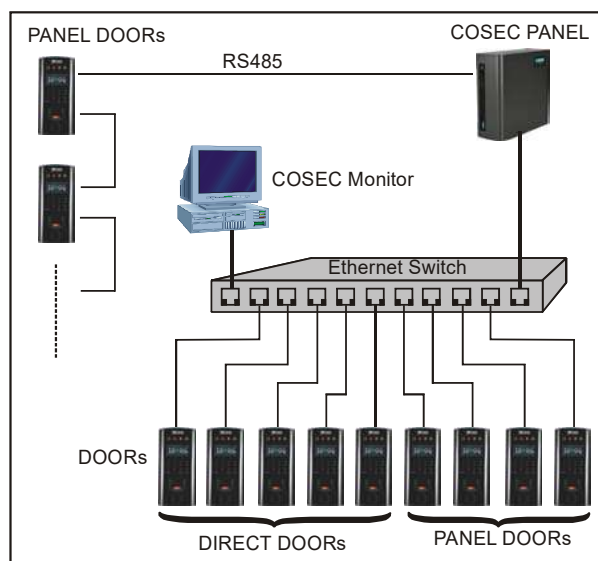 PANEL DOORs
COSEC PANEL
RS485
COSEC Monitor
Ethernet Switch
DOORs
DIRECT DOORs
PANEL DOORs